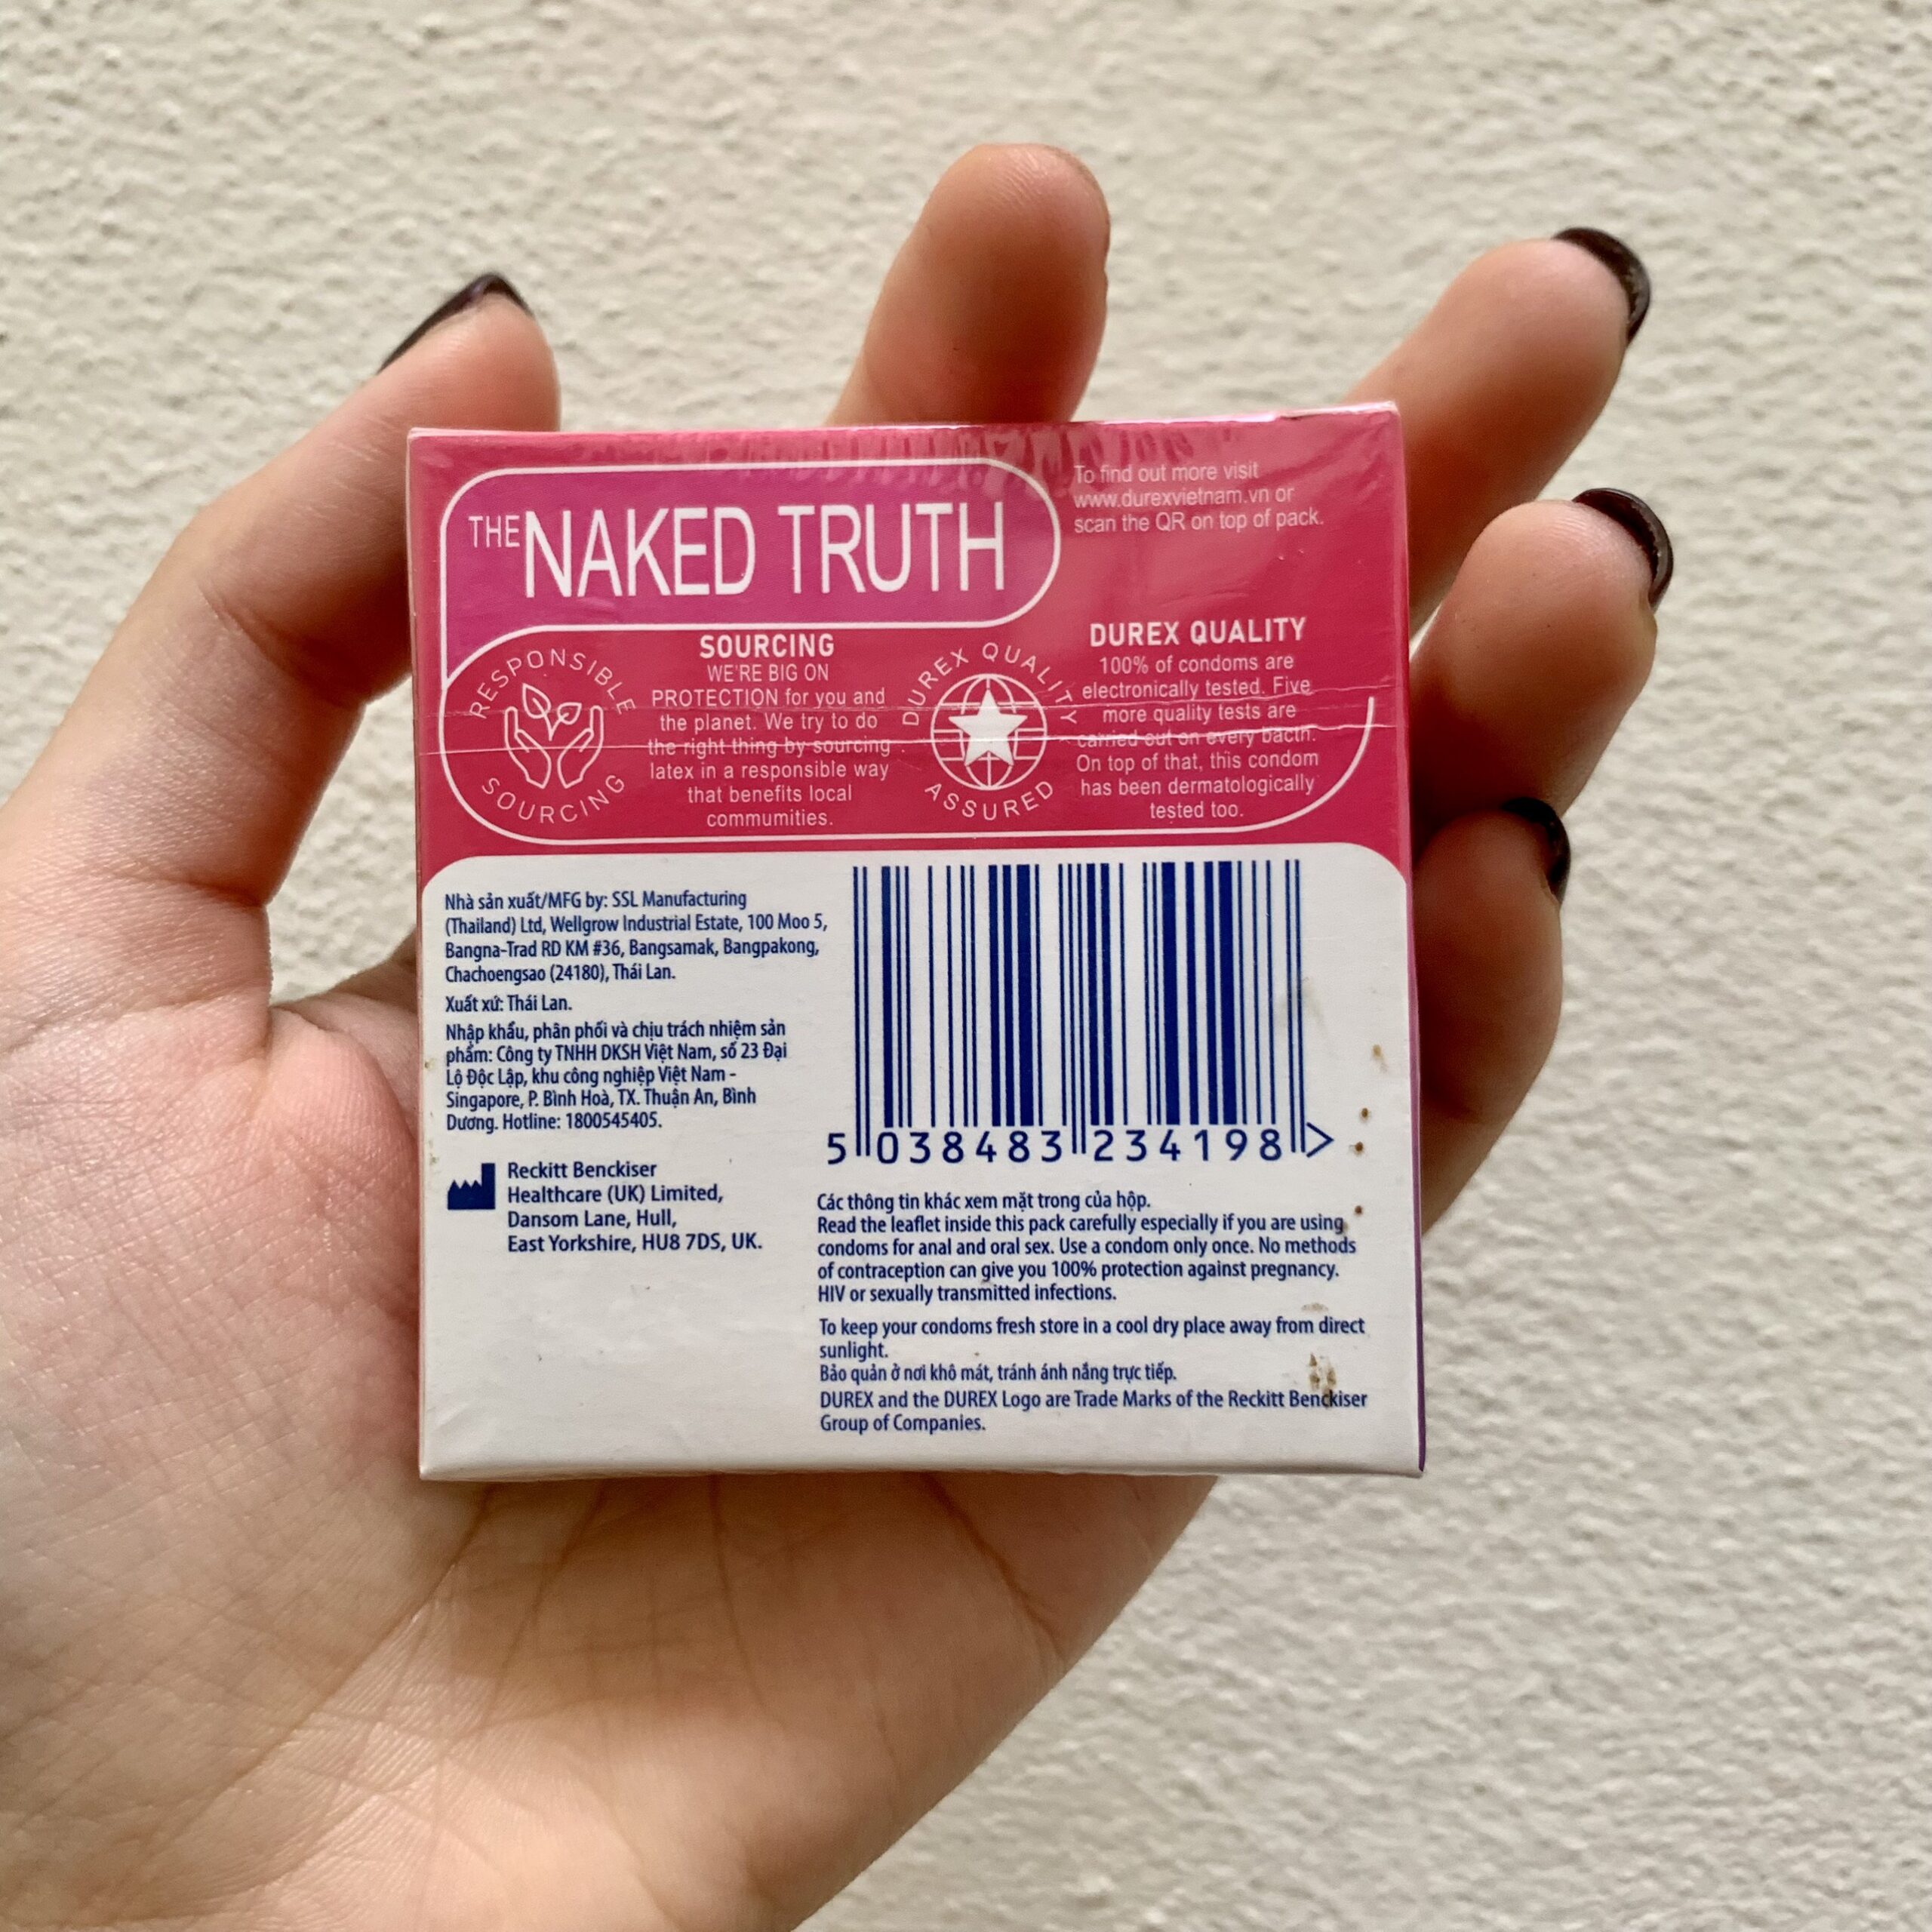 THE NAKED TRUTH
To find out more visit
www.durexvietnam.vn or
scan the QR on top of pack.
RESPONSIBLE
SOURCING
SOURCING
WE'RE BIG ON
PROTECTION for you and
the planet. We try to do
the right thing by sourcing
latex in a responsible way
that benefits local
commumities.
DUREX QUALITY
ASSURED
DUREX QUALITY
100% of condoms are
electronically tested. Five
more quality tests are
carried out on every bacth.
On top of that, this condom
has been dermatologically
tested too.
Nhà sản xuất/MFG by: SSL Manufacturing
(Thailand) Ltd, Wellgrow Industrial Estate, 100 Moo 5,
Bangna-Trad RD KM #36, Bangsamak, Bangpakong,
Chachoengsao (24180), Thái Lan.
Xuất xứ: Thái Lan.
Nhập khẩu, phân phối và chịu trách nhiệm sản
phẩm: Công ty TNHH DKSH Việt Nam, số 23 Đại
Lộ Độc Lập, khu công nghiệp Việt Nam -
Singapore, P. Bình Hoà, TX. Thuận An, Bình
Dương. Hotline: 1800545405.
Reckitt Benckiser
Healthcare (UK) Limited,
Dansom Lane, Hull,
East Yorkshire, HU8 7DS, UK.
5 038483 234198 >
Các thông tin khác xem mặt trong của hộp.
Read the leaflet inside this pack carefully especially if you are using
condoms for anal and oral sex. Use a condom only once. No methods
of contraception can give you 100% protection against pregnancy.
HIV or sexually transmitted infections.
To keep your condoms fresh store in a cool dry place away from direct
sunlight.
Bảo quản ở nơi khô mát, tránh ánh nắng trực tiếp.
DUREX and the DUREX Logo are Trade Marks of the Reckitt Benckiser
Group of Companies.